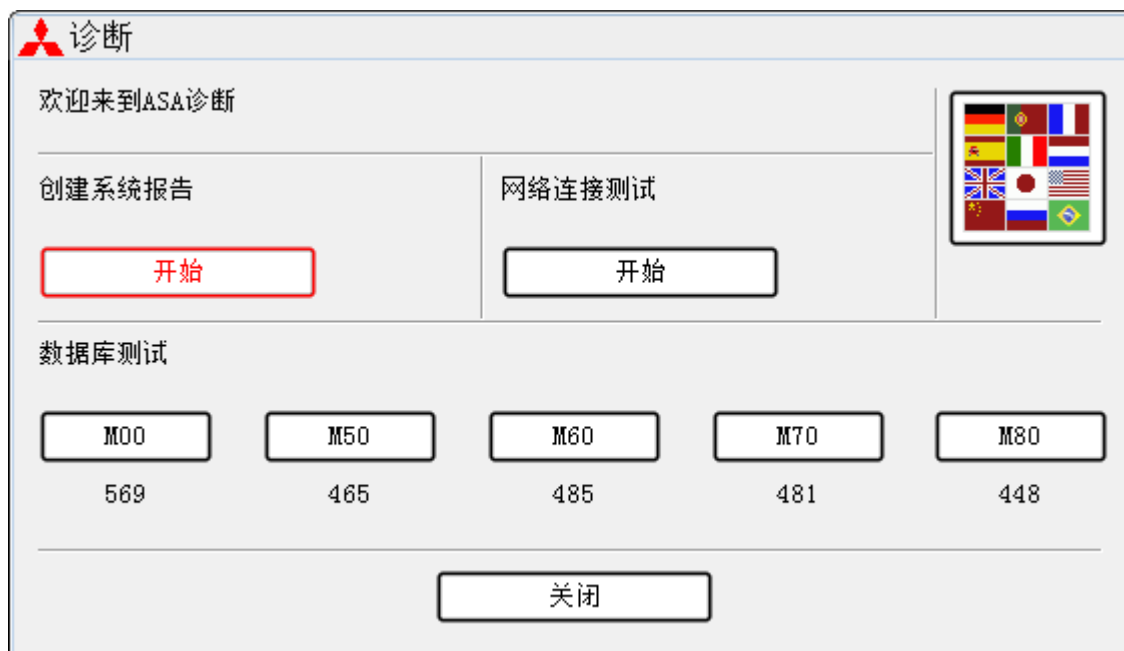 诊断
欢迎来到ASA诊断
创建系统报告
网络连接测试
开始
开始
数据库测试
M00
M50
M60
M70
M80
569
465
485
481
448
关闭